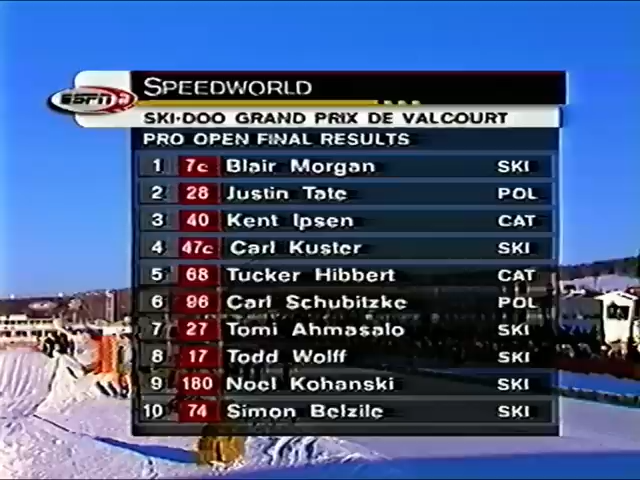 ESPN2
SPEEDWORLD
SKI-DOO GRAND PRIX DE VALCOURT
PRO OPEN FINAL RESULTS
1 7c Blair Morgan SKI
2 28 Justin Tate POL
3 40 Kent Ipsen CAT
4 47c Carl Kuster SKI
5 68 Tucker Hibbert CAT
6 96 Carl Schubitzke POL
7 27 Tomi Ahmasalo SKI
8 17 Todd Wolff SKI
9 180 Noel Kohanski SKI
10 74 Simon Belzile SKI